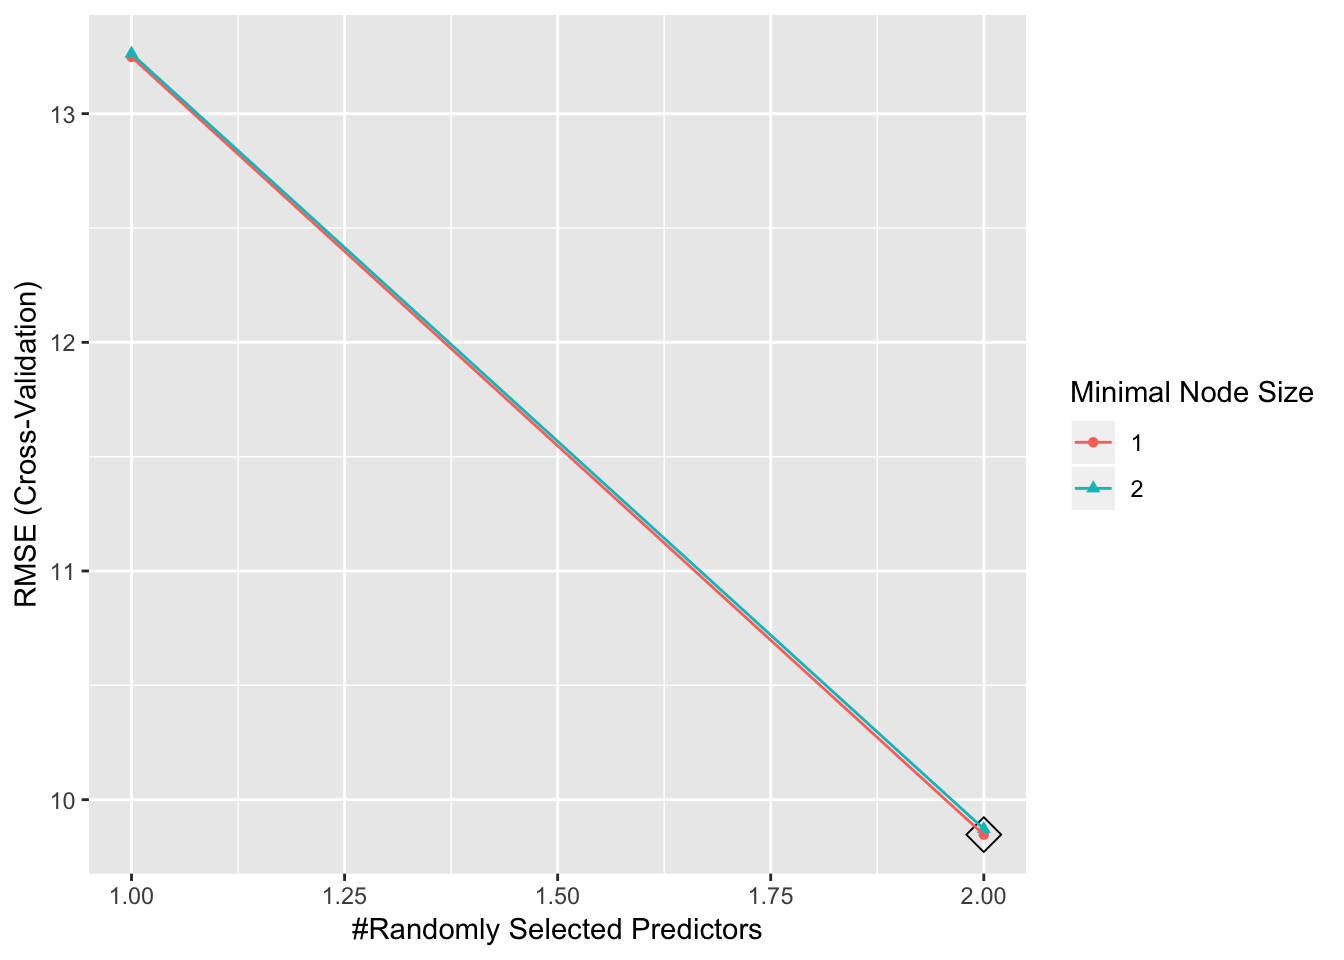 RMSE (Cross-Validation)
13
12
11
10
1.00 1.25 1.50 1.75 2.00
#Randomly Selected Predictors
Minimal Node Size
1
2